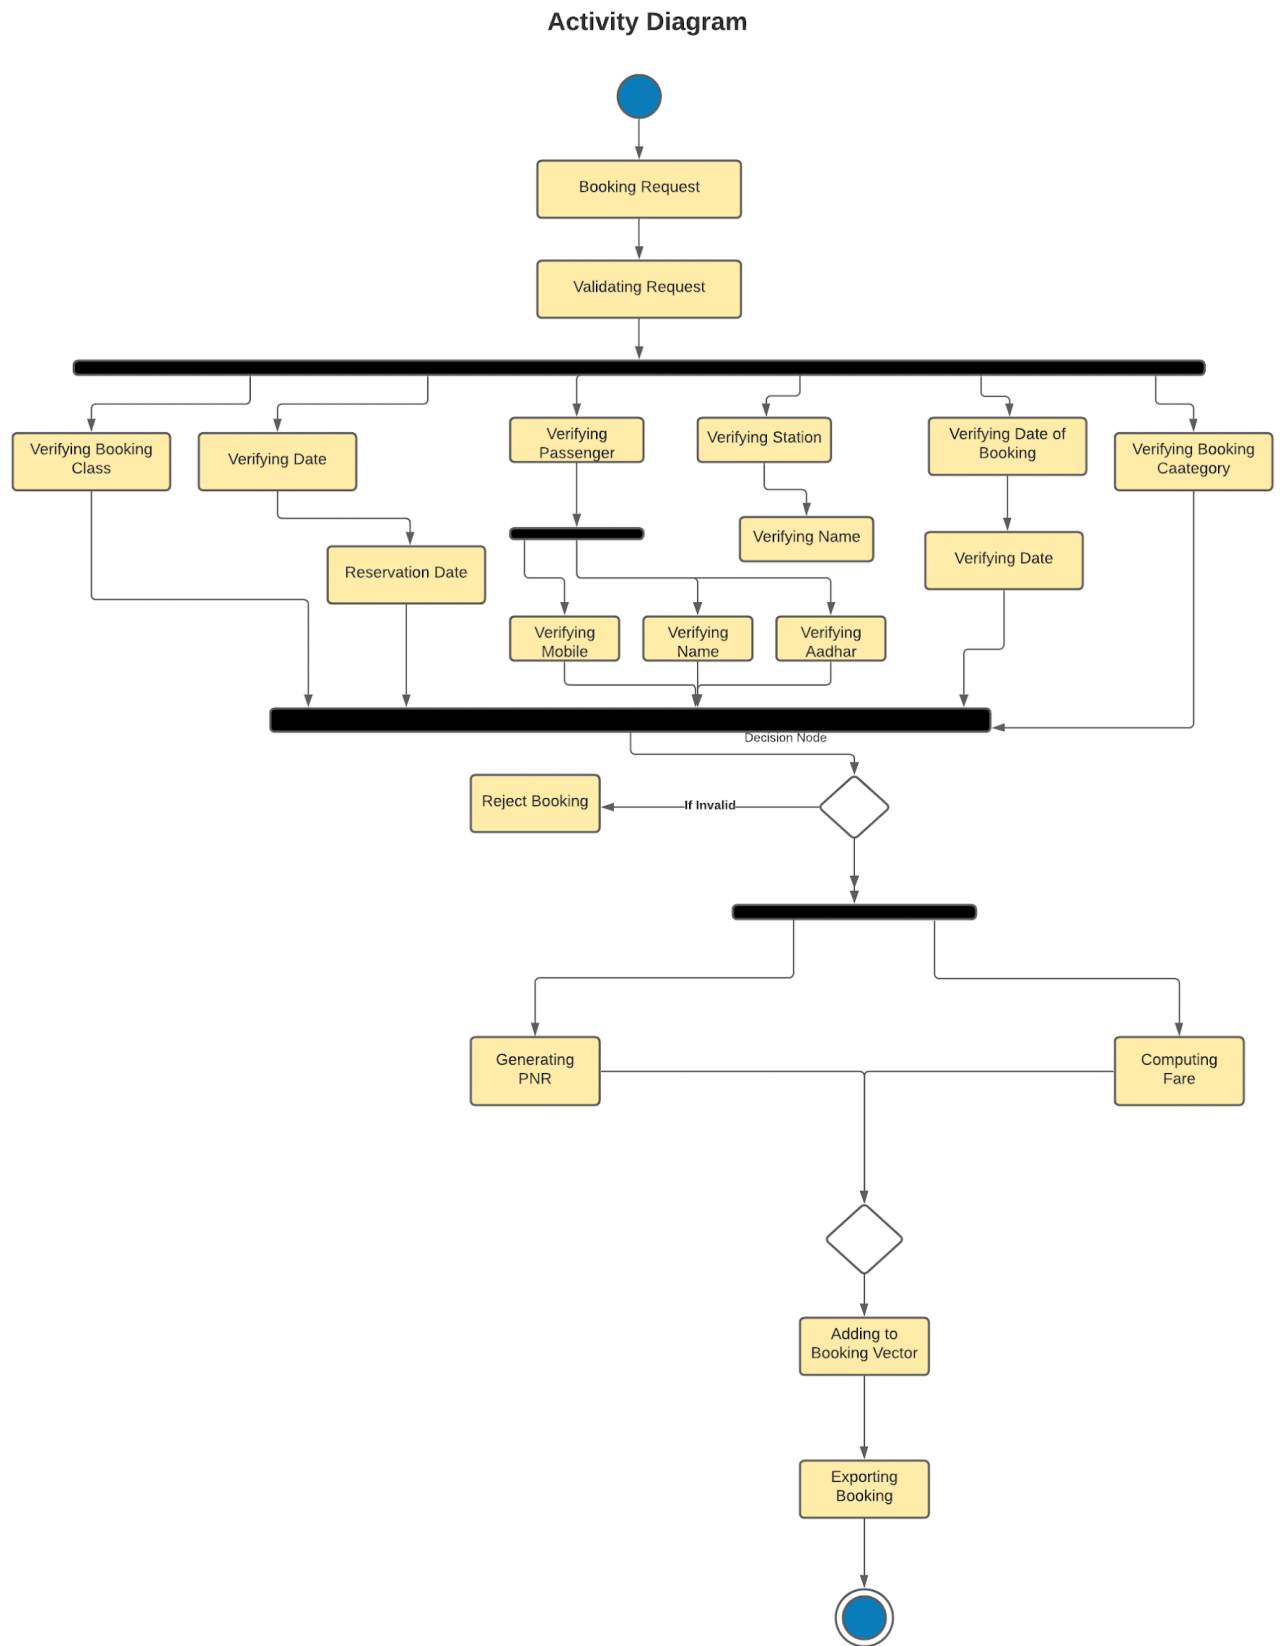 Activity Diagram
Booking Request
Validating Request
Verifying Booking
Class
Verifying Date
Verifying
Passenger
Verifying Station
Verifying Date of
Booking
Verifying Booking
Caategory
Reservation Date
Verifying Name
Verifying Date
Verifying
Mobile
Verifying
Name
Verifying
Aadhar
Decision Node
Reject Booking
If Invalid
Generating
PNR
Computing
Fare
Adding to
Booking Vector
Exporting
Booking